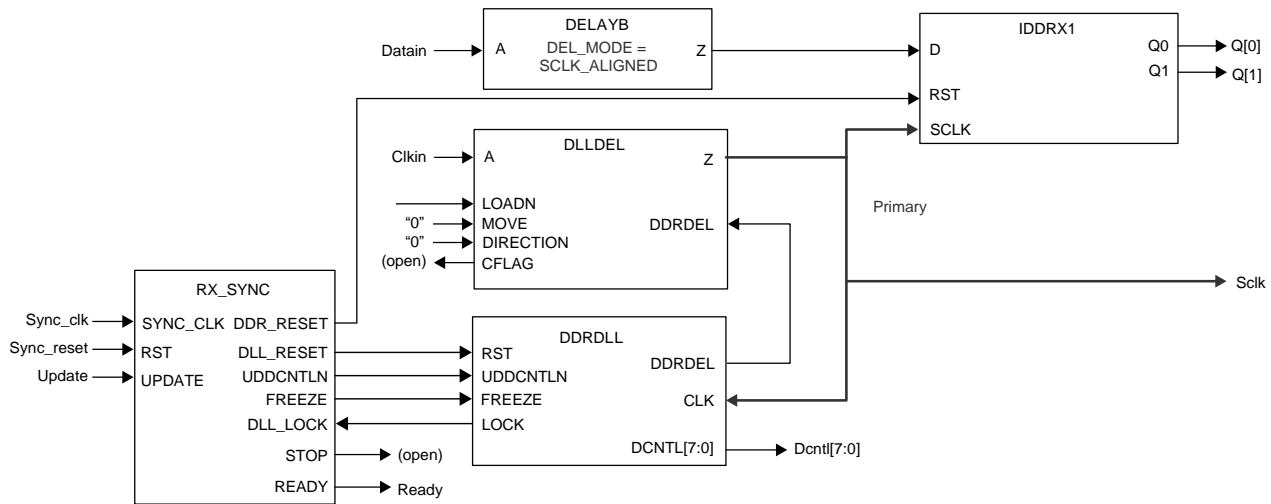 DELAYB
Datain
A
DEL_MODE =
SCLK_ALIGNED
Z
IDDRX1
D
Q0
Q[0]
Q1
Q[1]
RST
SCLK
DLLDEL
Clkin
A
Z
LOADN
“0”
MOVE
“0”
DIRECTION
(open)
CFLAG
DDRDEL
Primary
Sclk
RX_SYNC
Sync_clk
SYNC_CLK
DDR_RESET
Sync_reset
RST
DLL_RESET
Update
UPDATE
UDDCNTLN
FREEZE
DLL_LOCK
STOP
(open)
READY
Ready
DDRDLL
RST
DDRDEL
UDDCNTLN
FREEZE
CLK
LOCK
DCNTL[7:0]
Dcntl[7:0]